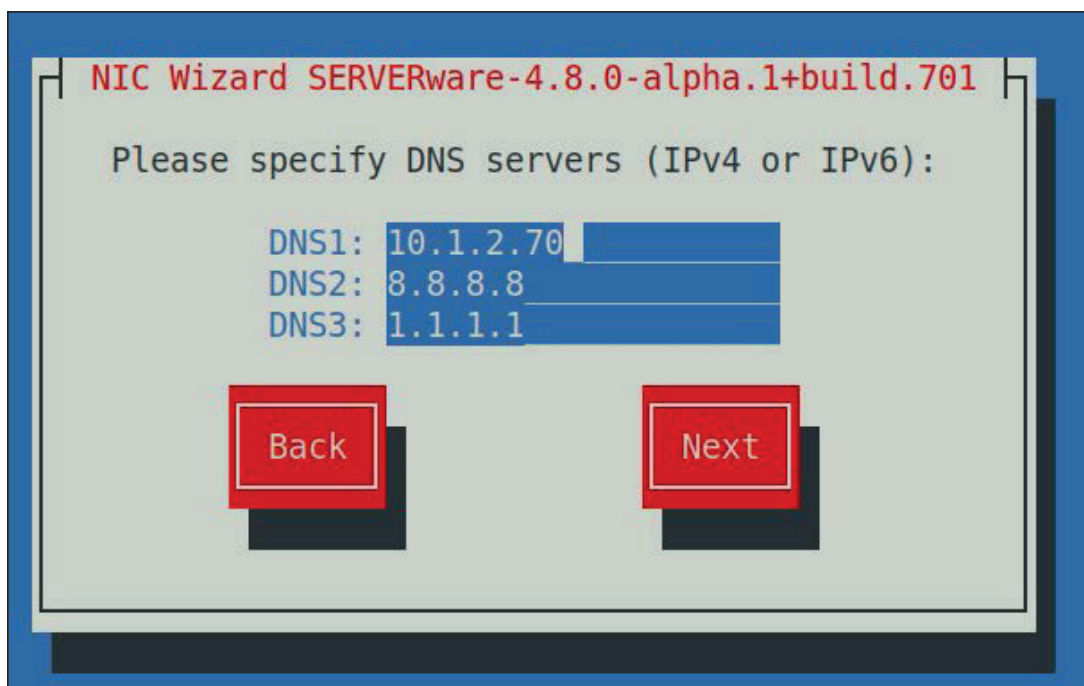 NIC Wizard SERVERware-4.8.0-alpha.1+build.701
Please specify DNS servers (IPv4 or IPv6):
DNS1: 10.1.2.70
DNS2: 8.8.8.8
DNS3: 1.1.1.1
Back Next